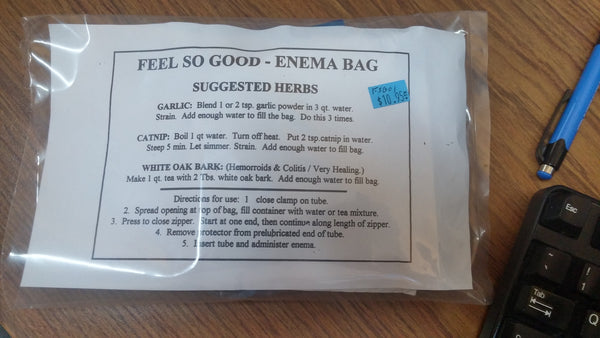 FEEL SO GOOD - ENEMA BAG
SUGGESTED HERBS
$10.95
GARLIC: Blend 1 or 2 tsp. garlic powder in 3 qt. water.
Strain. Add enough water to fill the bag. Do this 3 times.
CATNIP: Boil 1 qt water. Turn off heat. Put 2 tsp.catnip in water.
Steep 5 min. Let simmer. Strain. Add enough water to fill bag.
WHITE OAK BARK: (Hemorroids & Colitis / Very Healing.)
Make 1 qt. tea with 2 Tbs. white oak bark. Add enough water to fill bag.
Directions for use: 1 close clamp on tube.
2. Spread opening at top of bag, fill container with water or tea mixture.
3. Press to close zipper. Start at one end, then continue along length of zipper.
4. Remove protector from prelubricated end of tube.
5. Insert tube and administer enema.
Esc
~
`
!
1
Tab
Q